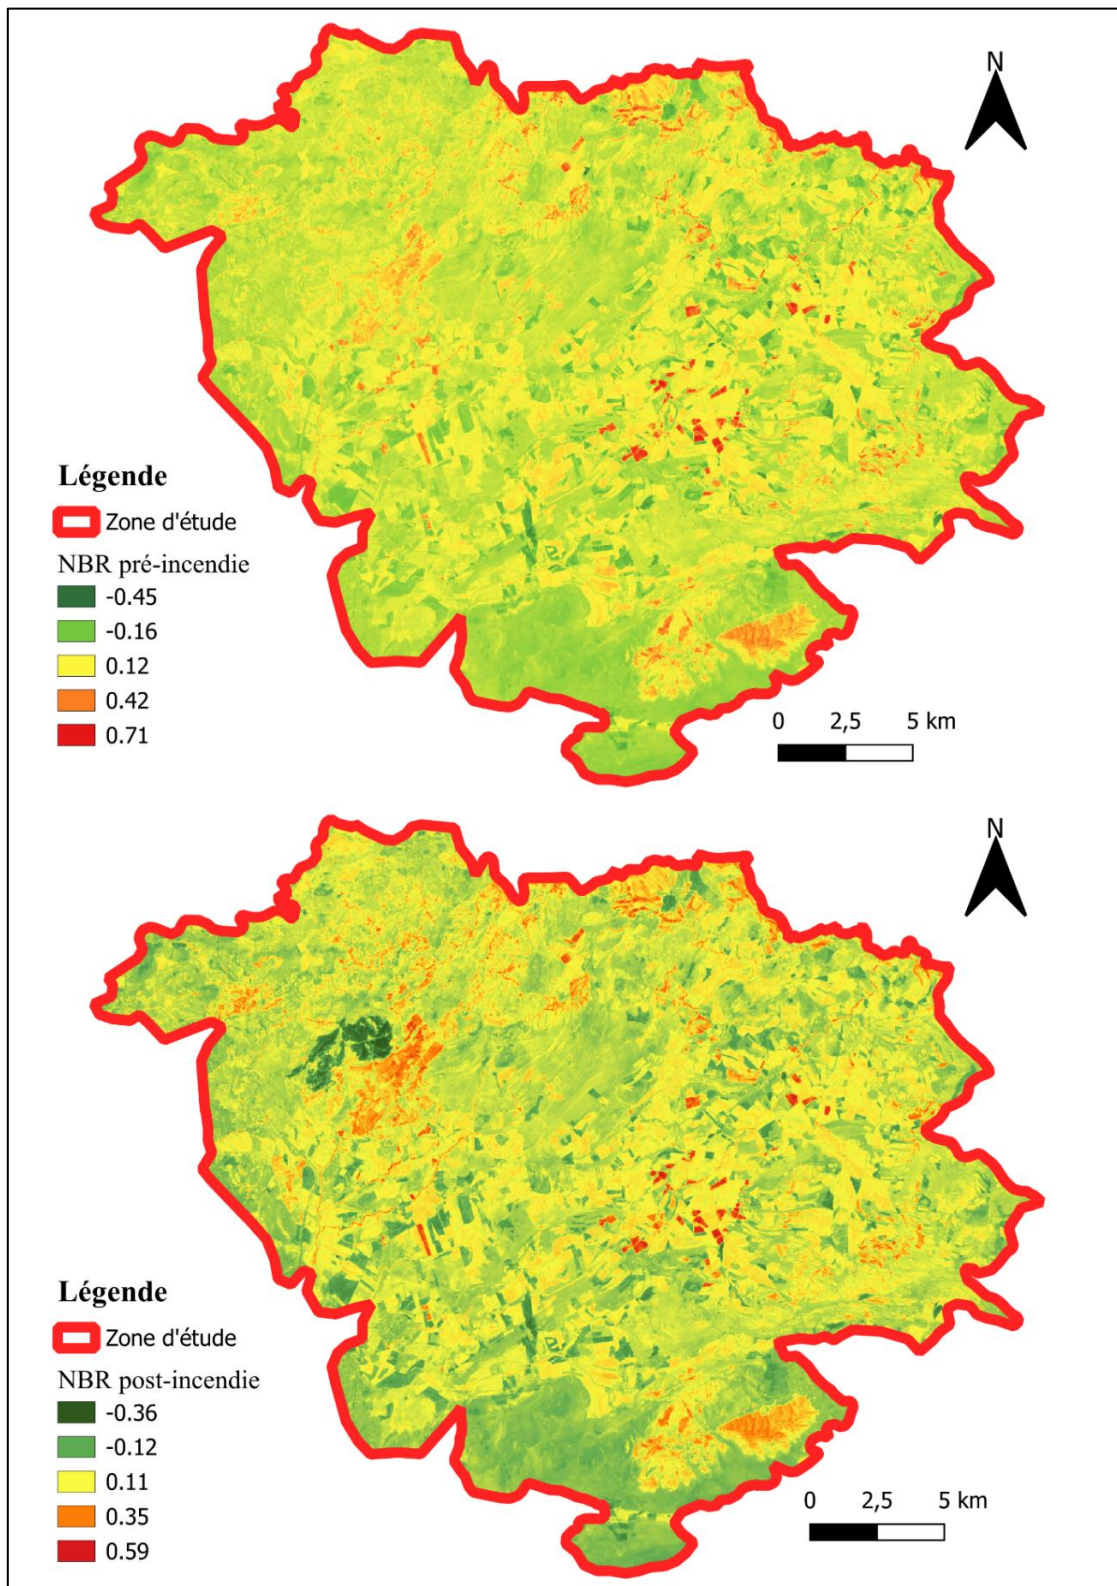 N
Légende
Zone d'étude
NBR pré-incendie
-0.45
-0.16
0.12
0.42
0.71
0 2,5 5 km
N
Légende
Zone d'étude
NBR post-incendie
-0.36
-0.12
0.11
0.35
0.59
0 2,5 5 km